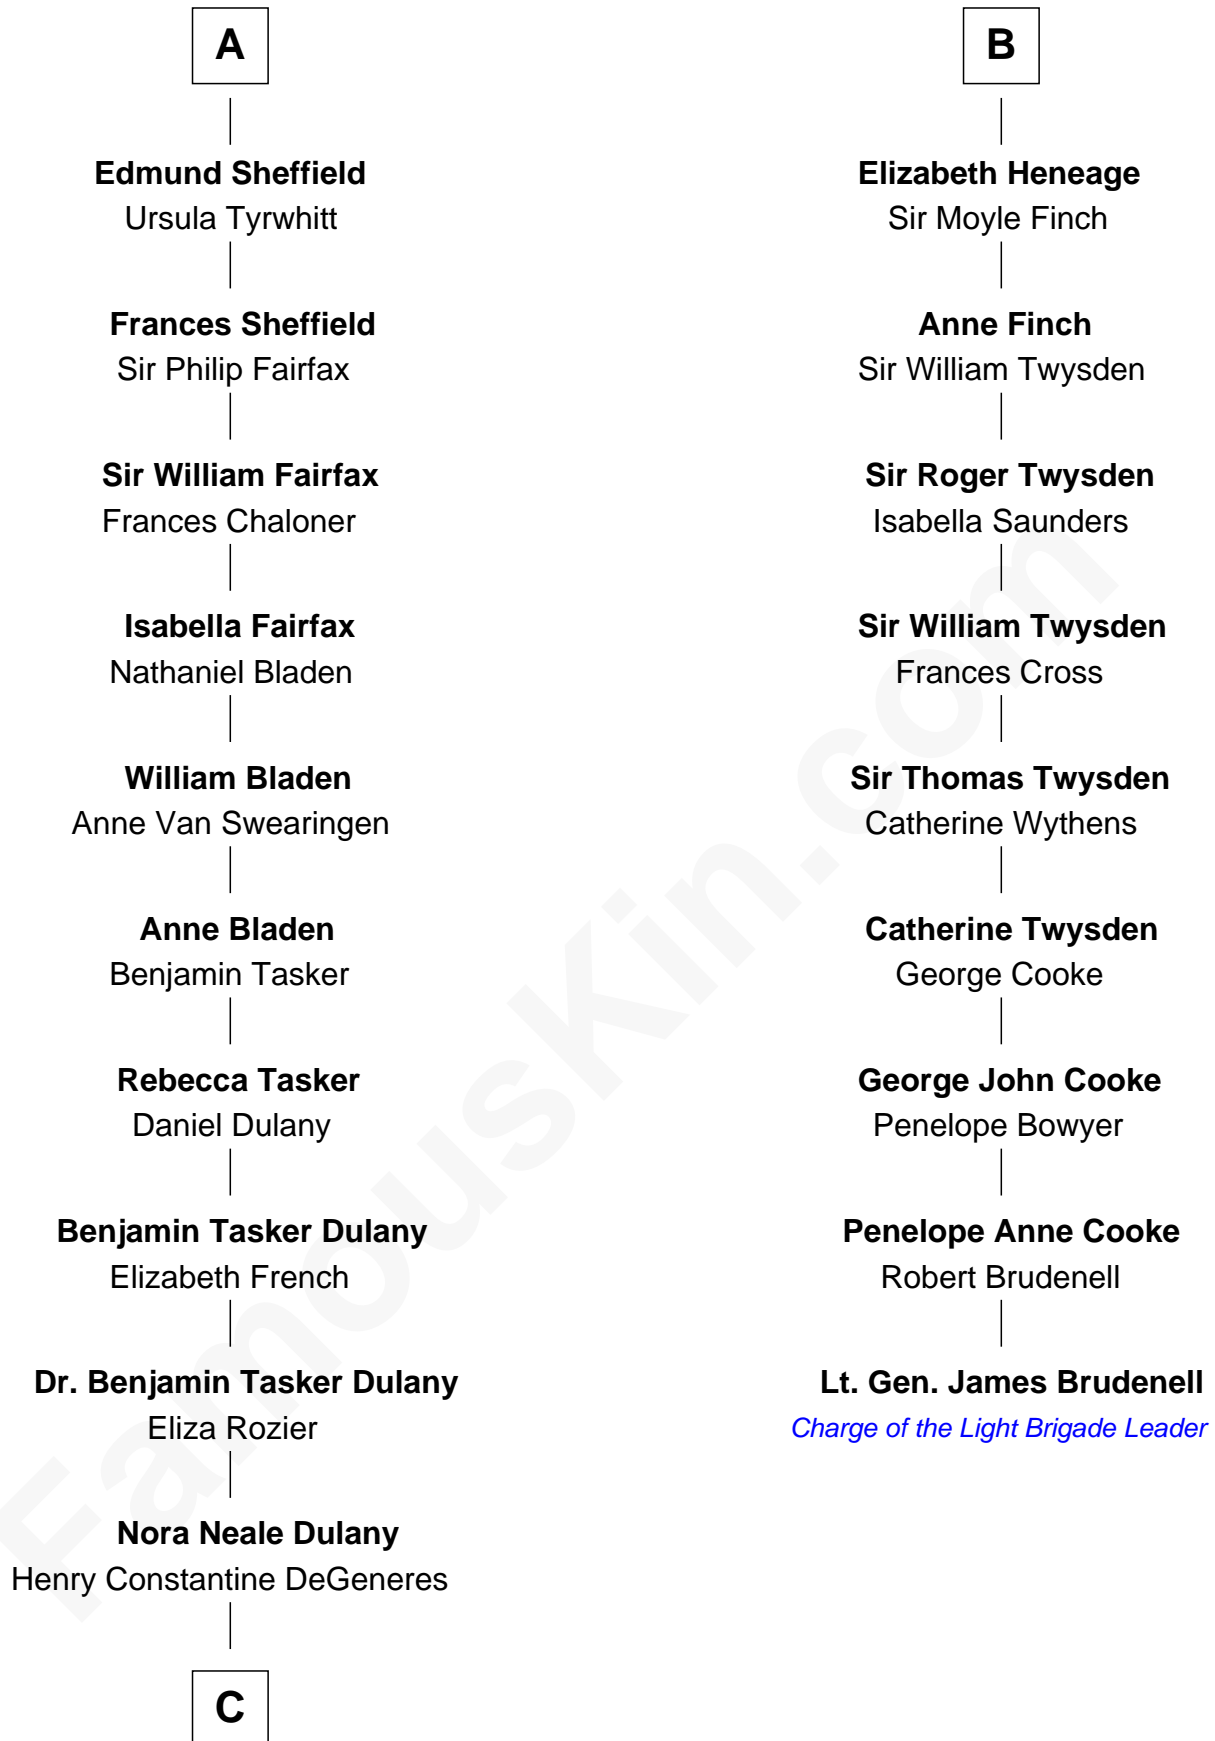 A
Edmund Sheffield
Ursula Tyrwhitt
Frances Sheffield
Sir Philip Fairfax
Sir William Fairfax
Frances Chaloner
Isabella Fairfax
Nathaniel Bladen
William Bladen
Anne Van Swearingen
Anne Bladen
Benjamin Tasker
Rebecca Tasker
Daniel Dulany
Benjamin Tasker Dulany
Elizabeth French
Dr. Benjamin Tasker Dulany
Eliza Rozier
Nora Neale Dulany
Henry Constantine DeGeneres
C
B
Elizabeth Heneage
Sir Moyle Finch
Anne Finch
Sir William Twysden
Sir Roger Twysden
Isabella Saunders
Sir William Twysden
Frances Cross
Sir Thomas Twysden
Catherine Wythens
Catherine Twysden
George Cooke
George John Cooke
Penelope Bowyer
Penelope Anne Cooke
Robert Brudenell
Lt. Gen. James Brudenell
Charge of the Light Brigade Leader
FamousKin.com